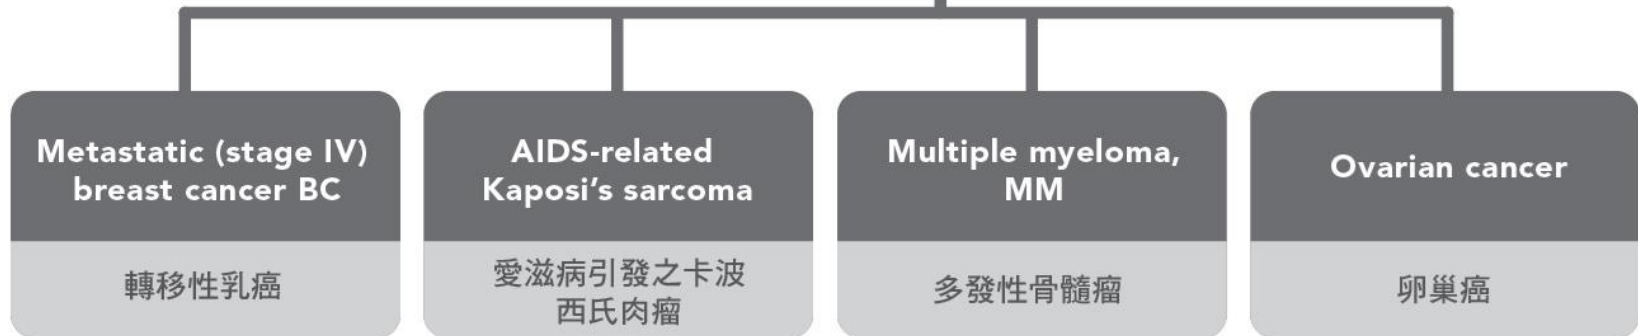 Metastatic (stage IV)
breast cancer BC
轉移性乳癌
AIDS-related
Kaposi's sarcoma
愛滋病引發之卡波
西氏肉瘤
Multiple myeloma,
MM
多發性骨髓瘤
Ovarian cancer
卵巢癌